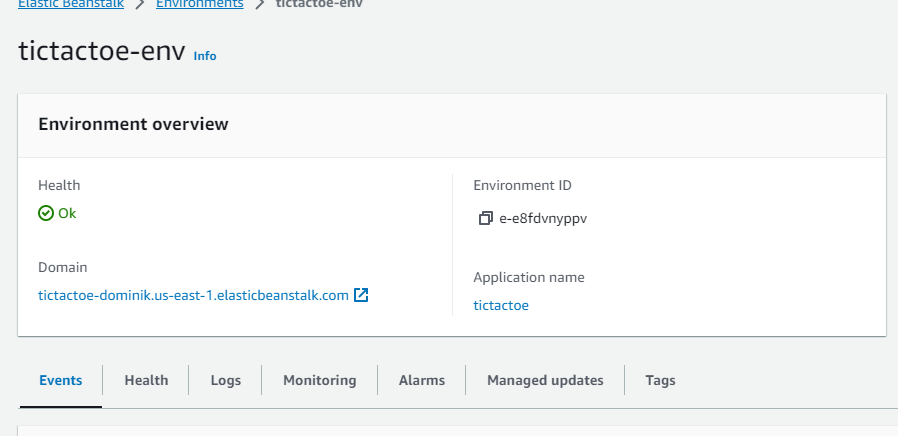 Elastic Beanstalk > Environments > tictactoe-env
tictactoe-env Info
Environment overview
Health
Ok
Domain
tictactoe-dominik.us-east-1.elasticbeanstalk.com
Environment ID
e-e8fdvnyppv
Application name
tictactoe
Events Health Logs Monitoring Alarms Managed updates Tags